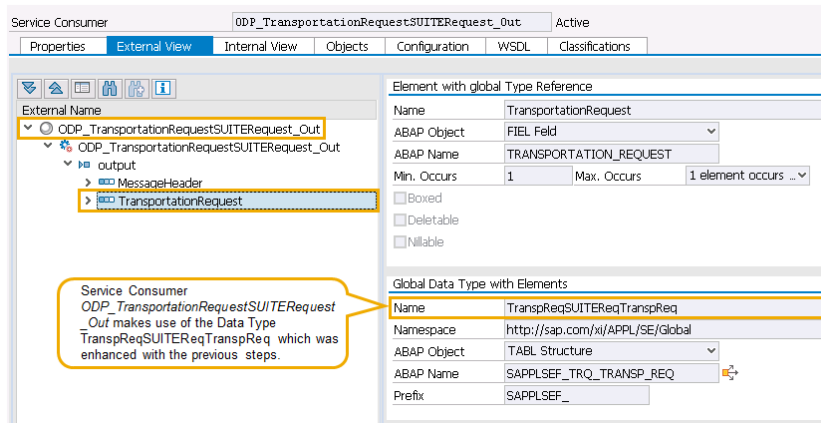 Service Consumer ODP_TransportationRequestSUITERequest_Out Active
Properties External View Internal View Objects Configuration WSDL Classifications
External Name
ODP_TransportationRequestSUITERequest_Out
ODP_TransportationRequestSUITERequest_Out
output
MessageHeader
TransportationRequest
Service Consumer
ODP_TransportationRequestSUITERequest
_Out makes use of the Data Type
TranspReqSUITEReqTranspReq which was
enhanced with the previous steps.
Element with global Type Reference
Name TransportationRequest
ABAP Object FIEL Feld
ABAP Name TRANSPORTATION_REQUEST
Min. Occurs 1 Max. Occurs 1 element occurs ...
Boxed
Deletable
Nillable
Global Data Type with Elements
Name TranspReqSUITEReqTranspReq
Namespace http://sap.com/xi/APPL/SE/Global
ABAP Object TABL Structure
ABAP Name SAPPLSEF_TRQ_TRANSP_REQ
Prefix SAPPLSEF_